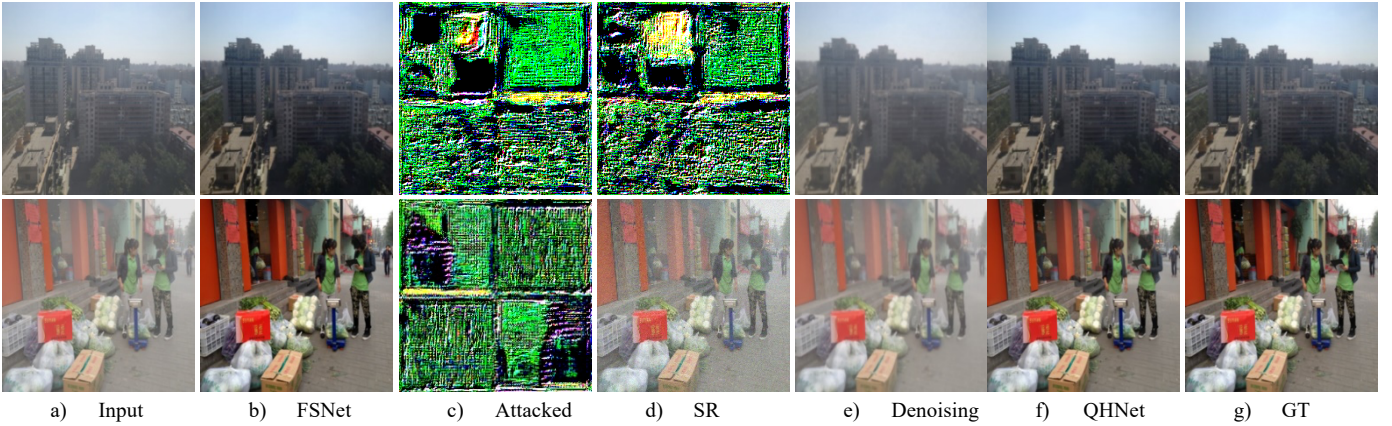 a) Input b) FSNet c) Attacked d) SR e) Denoising f) QHNet g) GT